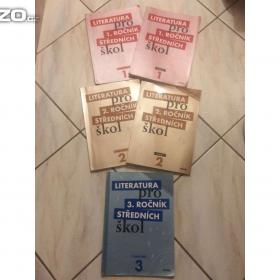 ZO.cz
LITERATURA
pro
1. ROČNÍK
STŘEDNÍCH
škol
1
LITERATURA
pro
1. ROČNÍK
STŘEDNÍCH
škol
1
LITERATURA
pro
2. ROČNÍK
STŘEDNÍCH
škol
2
LITERATURA
pro
2. ROČNÍK
STŘEDNÍCH
škol
2
LITERATURA
pro
3. ROČNÍK
STŘEDNÍCH
škol
3